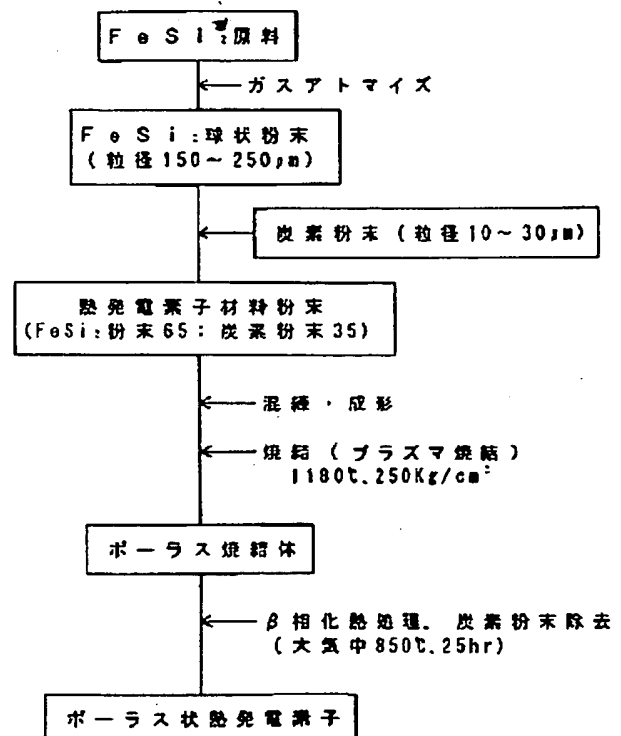 FeSi₂原料
ガスアトマイズ
FeSi₂球状粉末
(粒径150～250μm)
炭素粉末(粒径10～30μm)
熱発電素子材料粉末
(FeSi₂粉末65:炭素粉末35)
混練・成形
焼結(プラズマ焼結)
1180℃、250Kg/cm²
ポーラス焼結体
β相化熱処理、炭素粉末除去
(大気中850℃、25hr)
ポーラス状熱発電素子